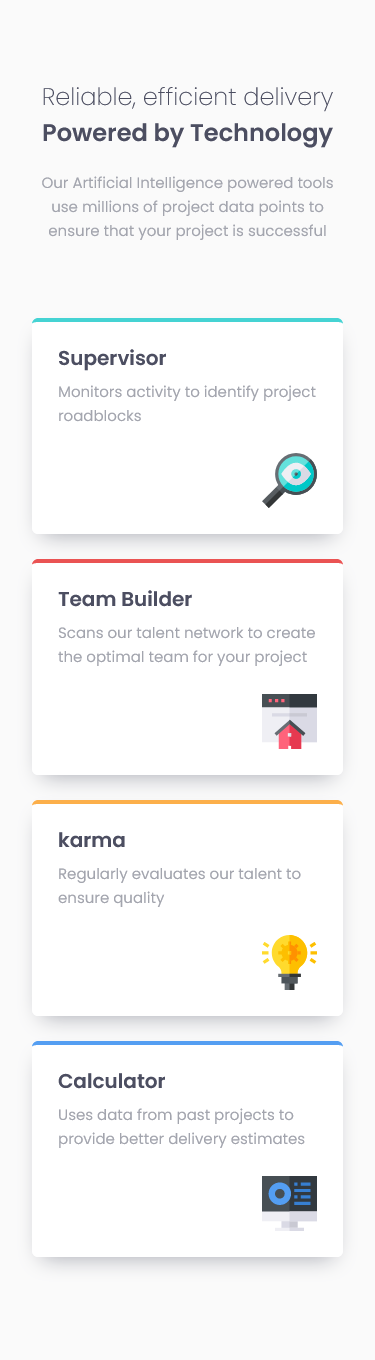 Reliable, efficient delivery
Powered by Technology
Our Artificial Intelligence powered tools
use millions of project data points to
ensure that your project is successful
Supervisor
Monitors activity to identify project
roadblocks
Team Builder
Scans our talent network to create
the optimal team for your project
karma
Regularly evaluates our talent to
ensure quality
Calculator
Uses data from past projects to
provide better delivery estimates